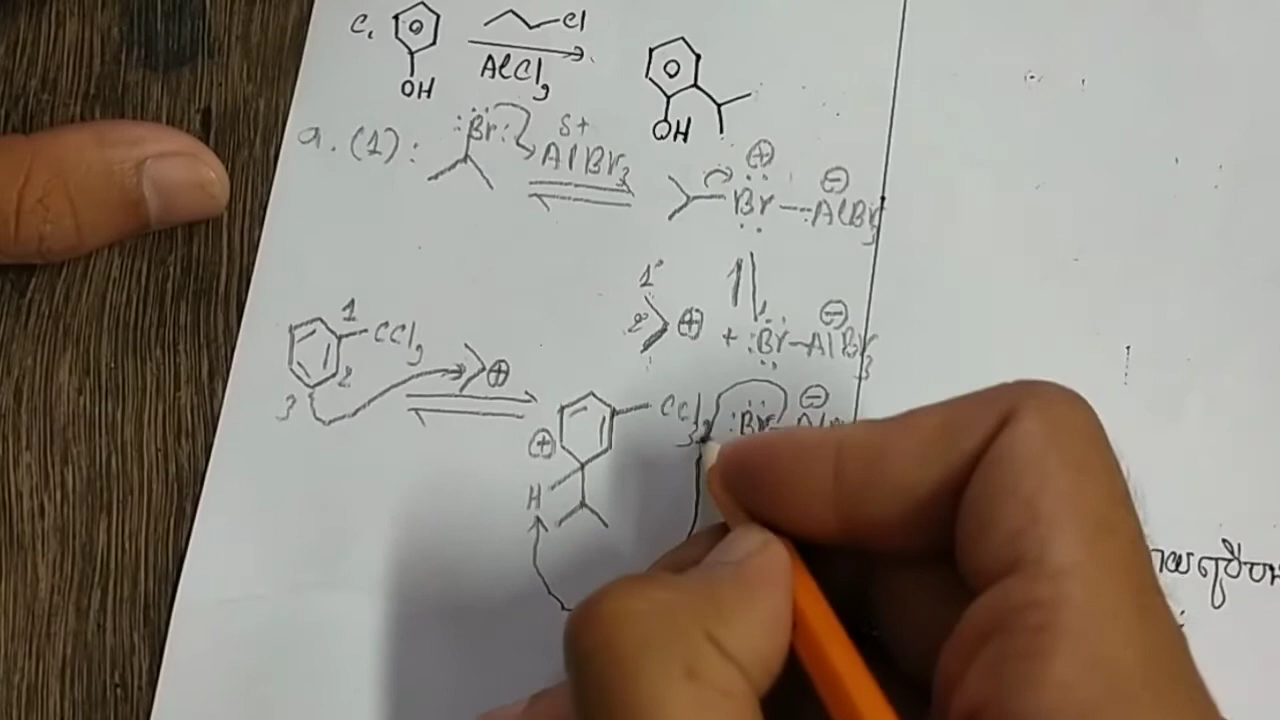 C. Cl
AlCl3
OH OH
a. (1): :Br: δ+ AlBr3 ⊕ Br — AlBr3 ⊖
1°
2° ⊕ + :Br—AlBr3 ⊖
1 CCl3
2 ⊕
3
CCl3 :Br ⊖
⊕
H